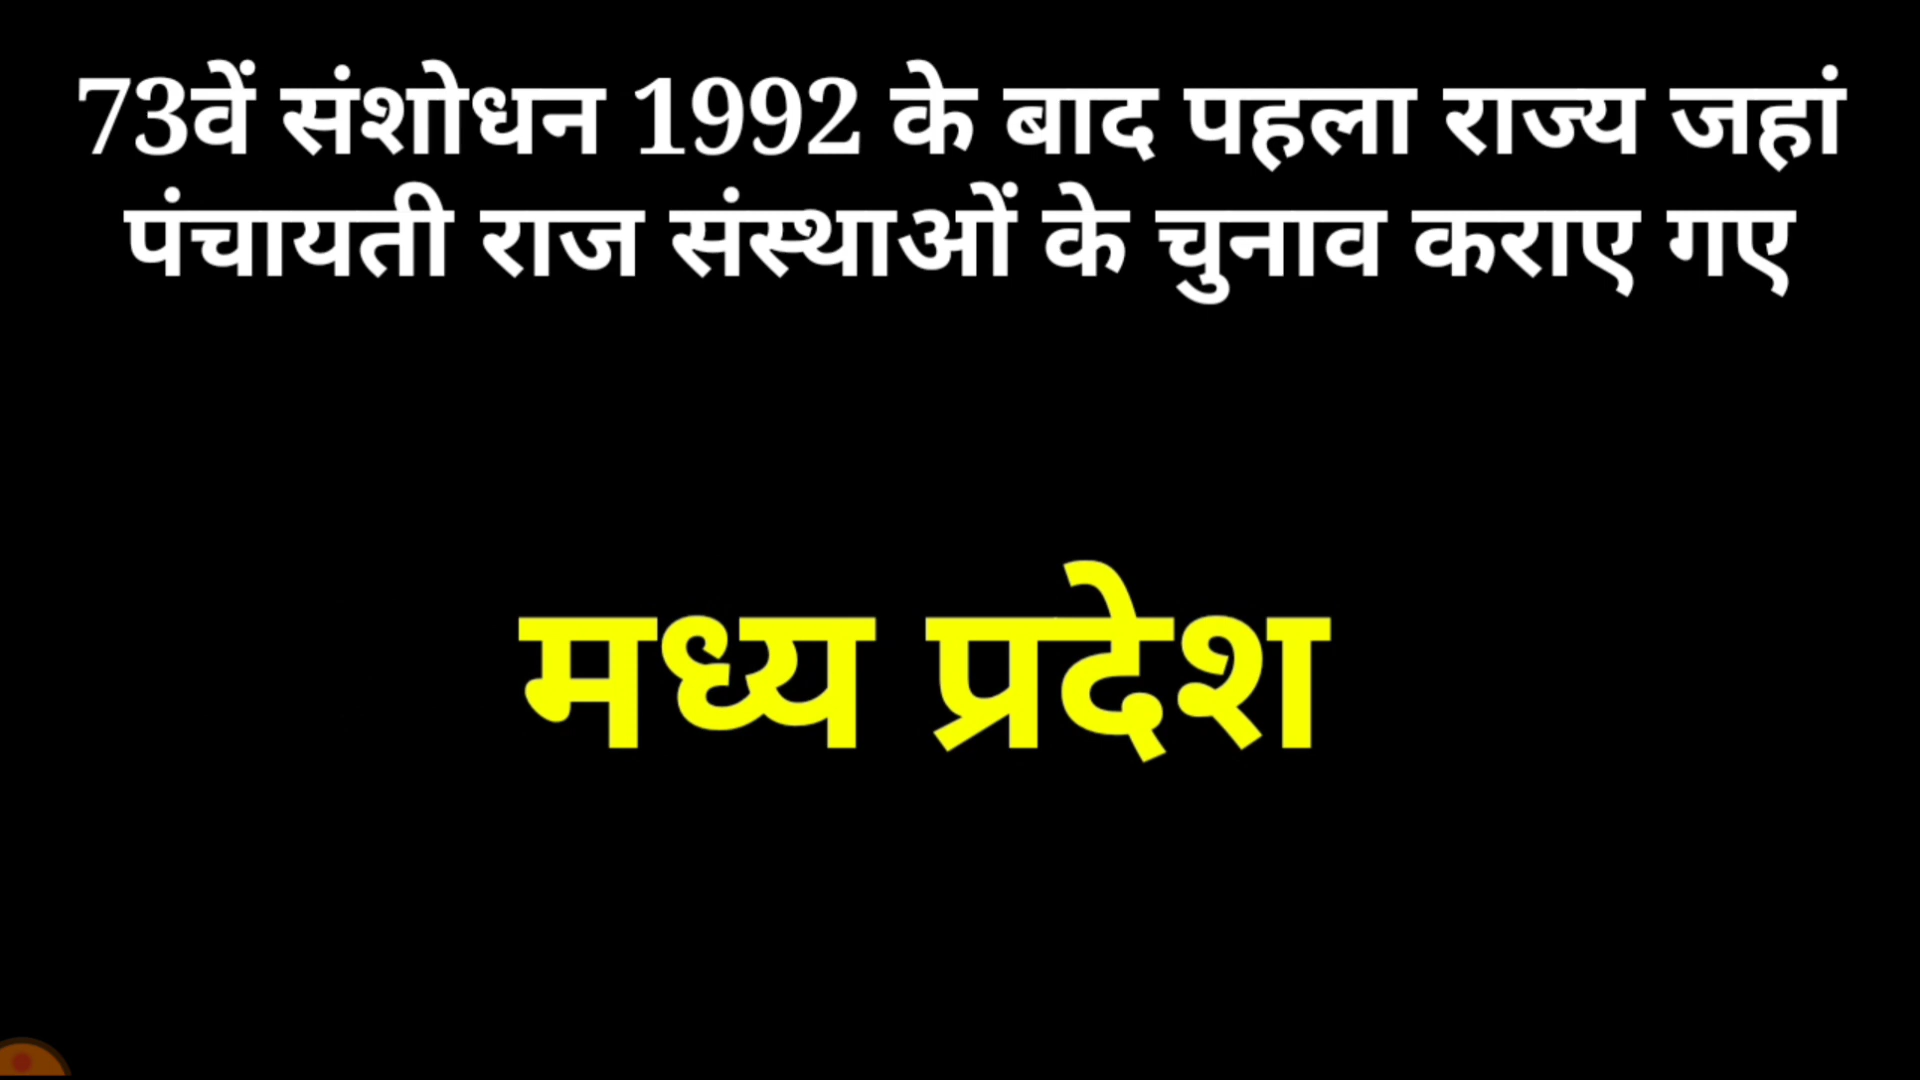 73वें संशोधन 1992 के बाद पहला राज्य जहां
पंचायती राज संस्थाओं के चुनाव कराए गए
मध्य प्रदेश